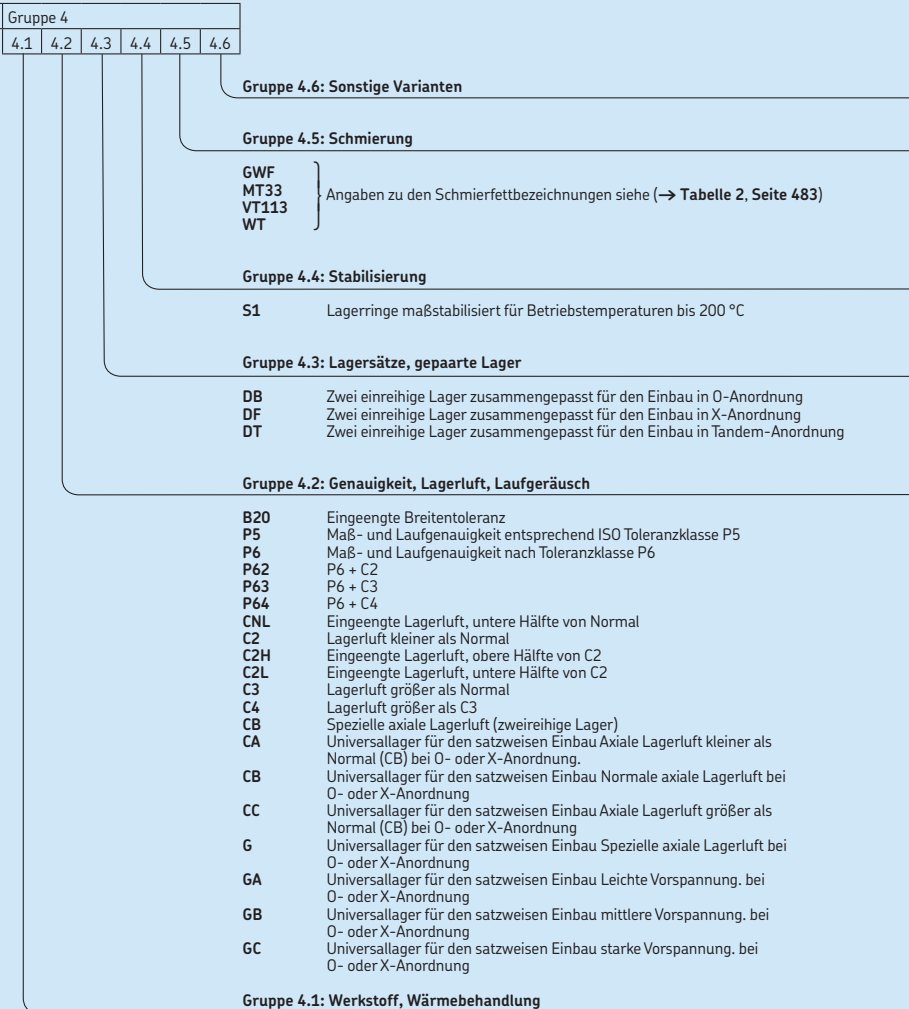 Gruppe 4
4.1 4.2 4.3 4.4 4.5 4.6
Gruppe 4.6: Sonstige Varianten
Gruppe 4.5: Schmierung
GWF
MT33
VT113
WT
Angaben zu den Schmierfettbezeichnungen siehe (→ Tabelle 2, Seite 483)
Gruppe 4.4: Stabilisierung
S1 Lagerringe maßstabilisiert für Betriebstemperaturen bis 200 °C
Gruppe 4.3: Lagersätze, gepaarte Lager
DB Zwei einreihige Lager zusammengepasst für den Einbau in O-Anordnung
DF Zwei einreihige Lager zusammengepasst für den Einbau in X-Anordnung
DT Zwei einreihige Lager zusammengepasst für den Einbau in Tandem-Anordnung
Gruppe 4.2: Genauigkeit, Lagerluft, Laufgeräusch
B20 Eingeengte Breitentoleranz
P5 Maß- und Laufgenauigkeit entsprechend ISO Toleranzklasse P5
P6 Maß- und Laufgenauigkeit nach Toleranzklasse P6
P62 P6 + C2
P63 P6 + C3
P64 P6 + C4
CNL Eingeengte Lagerluft, untere Hälfte von Normal
C2 Lagerluft kleiner als Normal
C2H Eingeengte Lagerluft, obere Hälfte von C2
C2L Eingeengte Lagerluft, untere Hälfte von C2
C3 Lagerluft größer als Normal
C4 Lagerluft größer als C3
CB Spezielle axiale Lagerluft (zweireihige Lager)
CA Universallager für den satzweisen Einbau Axiale Lagerluft kleiner als
Normal (CB) bei O- oder X-Anordnung.
CB Universallager für den satzweisen Einbau Normale axiale Lagerluft bei
O- oder X-Anordnung
CC Universallager für den satzweisen Einbau Axiale Lagerluft größer als
Normal (CB) bei O- oder X-Anordnung
G Universallager für den satzweisen Einbau Spezielle axiale Lagerluft bei
O- oder X-Anordnung
GA Universallager für den satzweisen Einbau Leichte Vorspannung. bei
O- oder X-Anordnung
GB Universallager für den satzweisen Einbau mittlere Vorspannung. bei
O- oder X-Anordnung
GC Universallager für den satzweisen Einbau starke Vorspannung. bei
O- oder X-Anordnung
Gruppe 4.1: Werkstoff, Wärmebehandlung